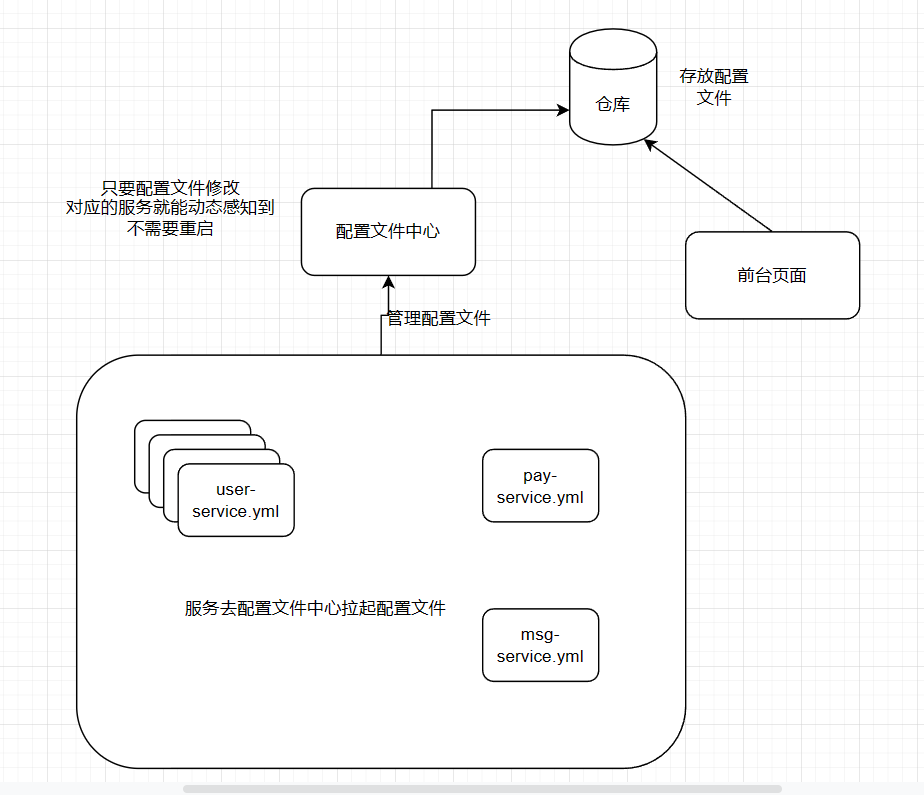 仓库
存放配置
文件
只要配置文件修改
对应的服务就能动态感知到
不需要重启
配置文件中心
前台页面
管理配置文件
user-
service.yml
pay-
service.yml
服务去配置文件中心拉起配置文件
msg-
service.yml